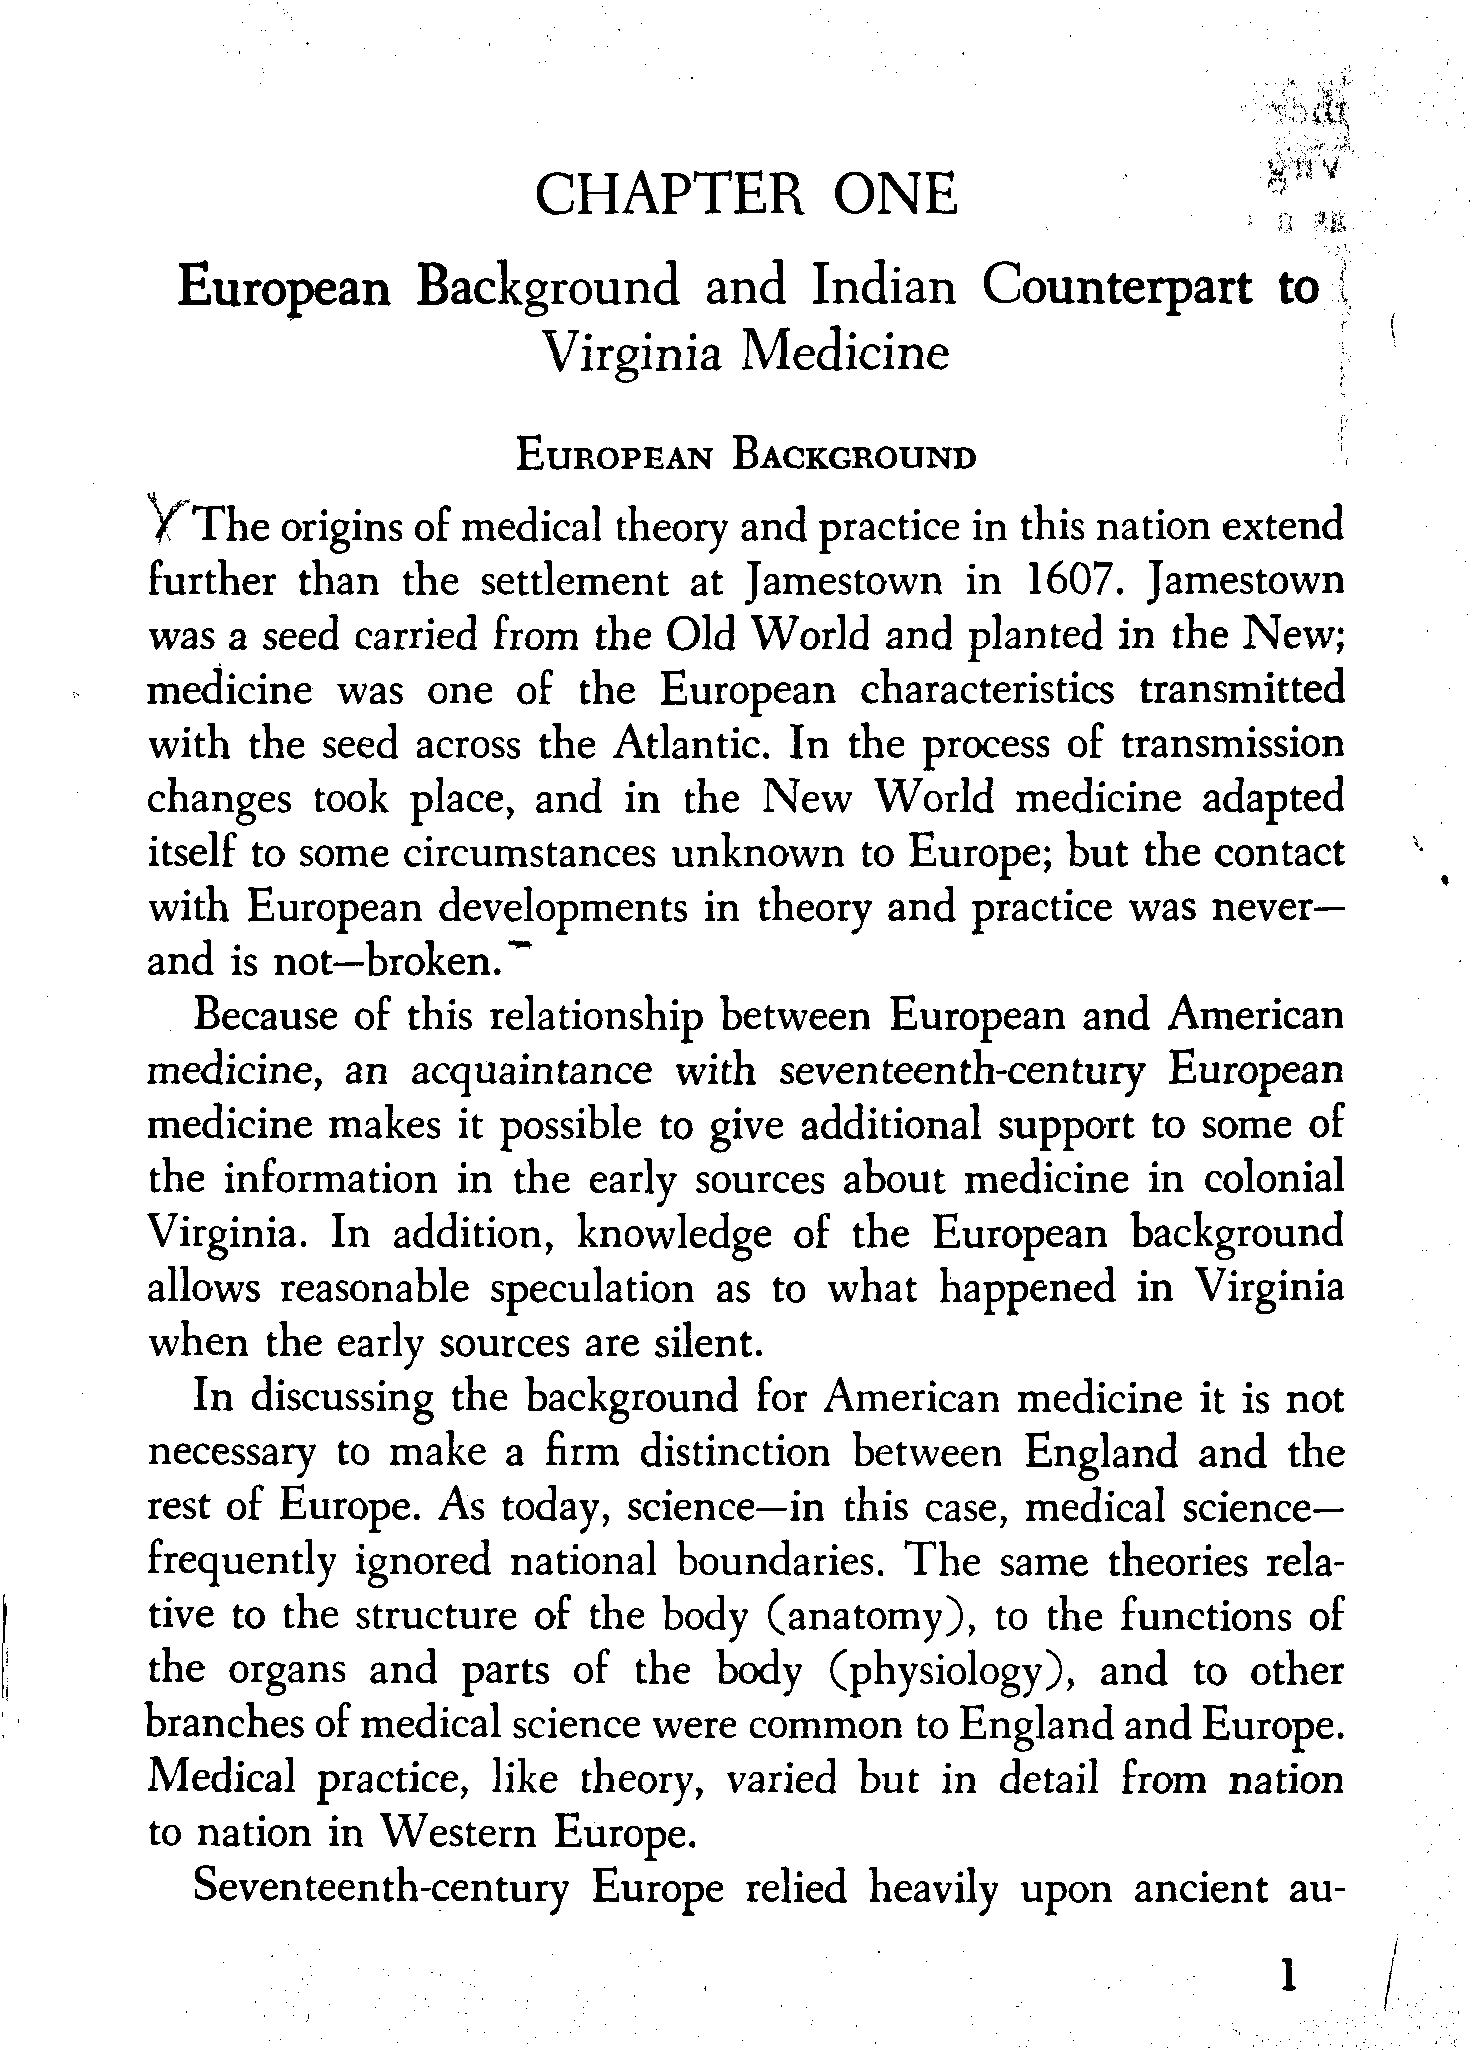 CHAPTER ONE
European Background and Indian Counterpart to
Virginia Medicine
EUROPEAN BACKGROUND
The origins of medical theory and practice in this nation extend
further than the settlement at Jamestown in 1607. Jamestown
was a seed carried from the Old World and planted in the New;
medicine was one of the European characteristics transmitted
with the seed across the Atlantic. In the process of transmission
changes took place, and in the New World medicine adapted
itself to some circumstances unknown to Europe; but the contact
with European developments in theory and practice was never—
and is not—broken.
Because of this relationship between European and American
medicine, an acquaintance with seventeenth-century European
medicine makes it possible to give additional support to some of
the information in the early sources about medicine in colonial
Virginia. In addition, knowledge of the European background
allows reasonable speculation as to what happened in Virginia
when the early sources are silent.
In discussing the background for American medicine it is not
necessary to make a firm distinction between England and the
rest of Europe. As today, science—in this case, medical science—
frequently ignored national boundaries. The same theories rela-
tive to the structure of the body (anatomy), to the functions of
the organs and parts of the body (physiology), and to other
branches of medical science were common to England and Europe.
Medical practice, like theory, varied but in detail from nation
to nation in Western Europe.
Seventeenth-century Europe relied heavily upon ancient au-
1